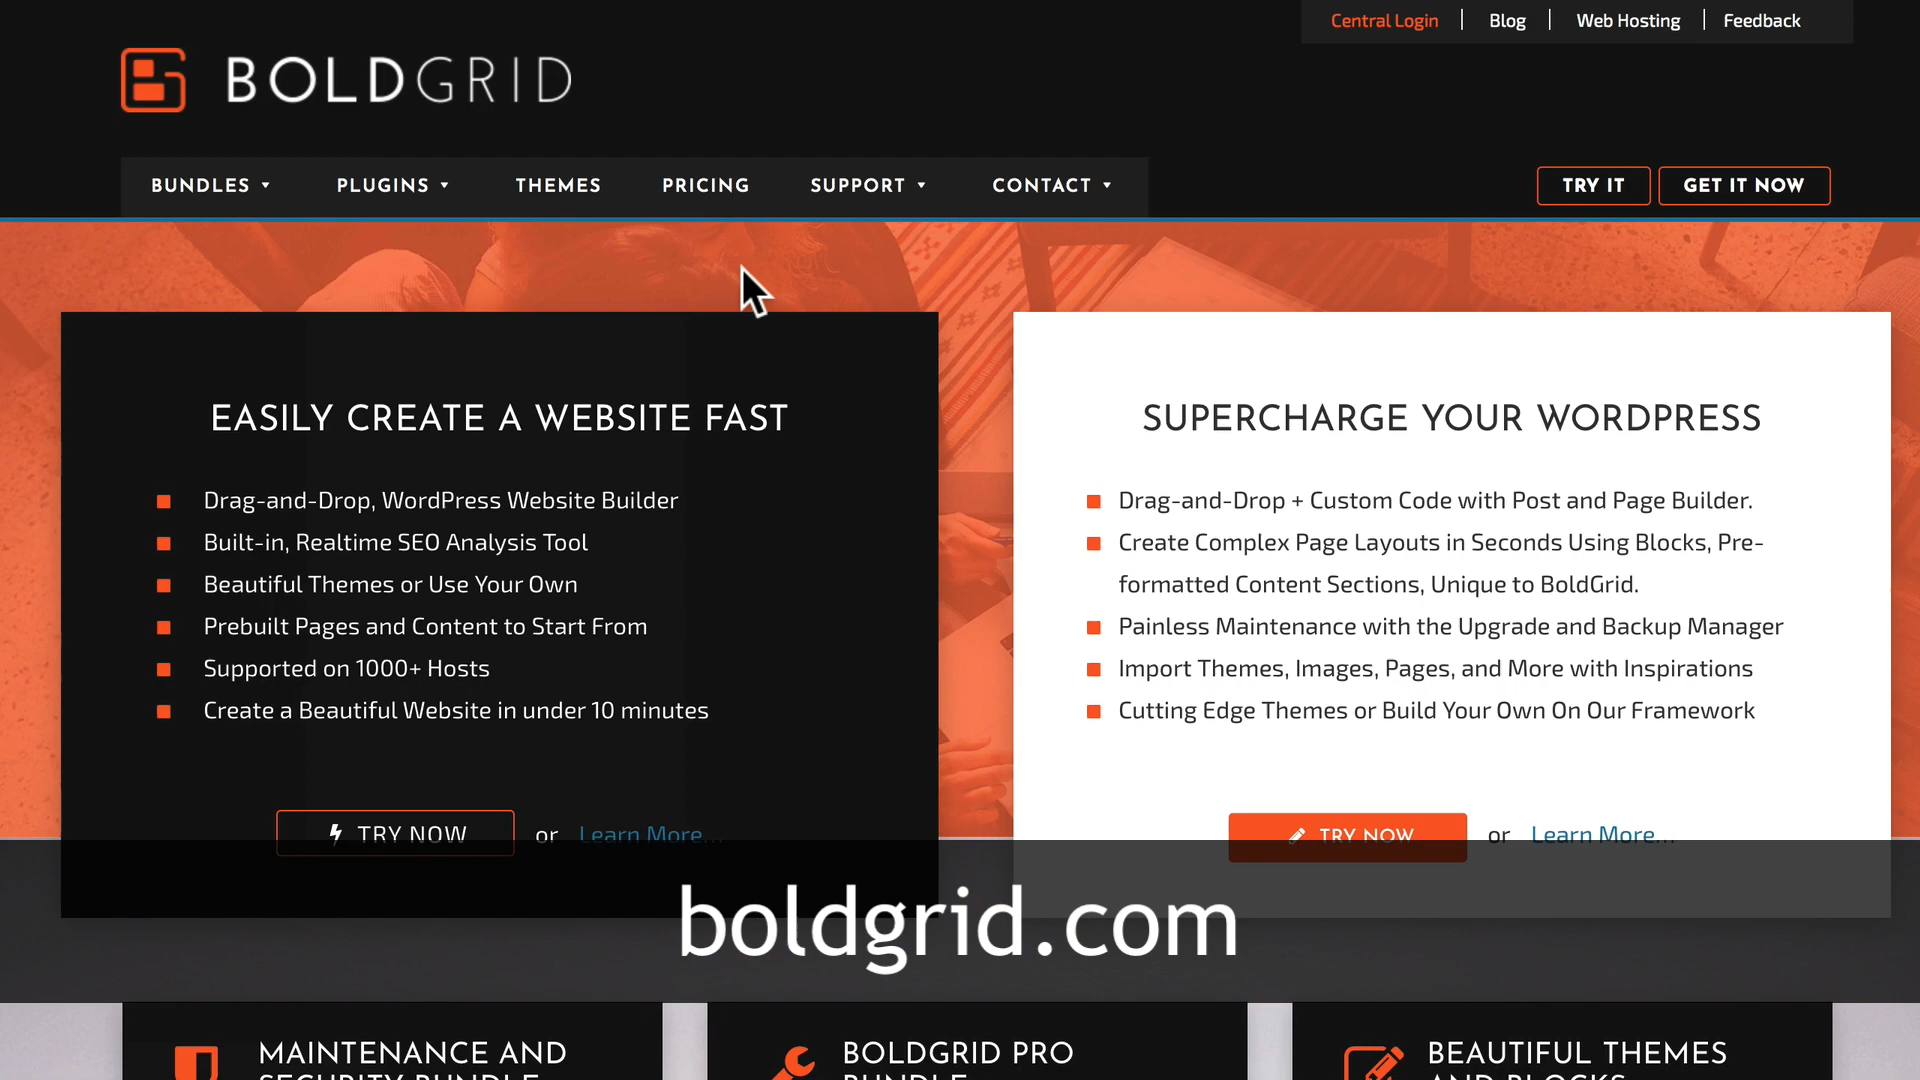 Central Login
Blog
Web Hosting
Feedback
BOLDGRID
BUNDLES
PLUGINS
THEMES
PRICING
SUPPORT
CONTACT
TRY IT
GET IT NOW
EASILY CREATE A WEBSITE FAST
Drag-and-Drop, WordPress Website Builder
Built-in, Realtime SEO Analysis Tool
Beautiful Themes or Use Your Own
Prebuilt Pages and Content to Start From
Supported on 1000+ Hosts
Create a Beautiful Website in under 10 minutes
TRY NOW or Learn More...
SUPERCHARGE YOUR WORDPRESS
Drag-and-Drop + Custom Code with Post and Page Builder.
Create Complex Page Layouts in Seconds Using Blocks, Pre-
formatted Content Sections, Unique to BoldGrid.
Painless Maintenance with the Upgrade and Backup Manager
Import Themes, Images, Pages, and More with Inspirations
Cutting Edge Themes or Build Your Own On Our Framework
TRY NOW or Learn More...
boldgrid.com
MAINTENANCE AND
SECURITY BUNDLE
BOLDGRID PRO
BUNDLE
BEAUTIFUL THEMES
AND BLOCKS